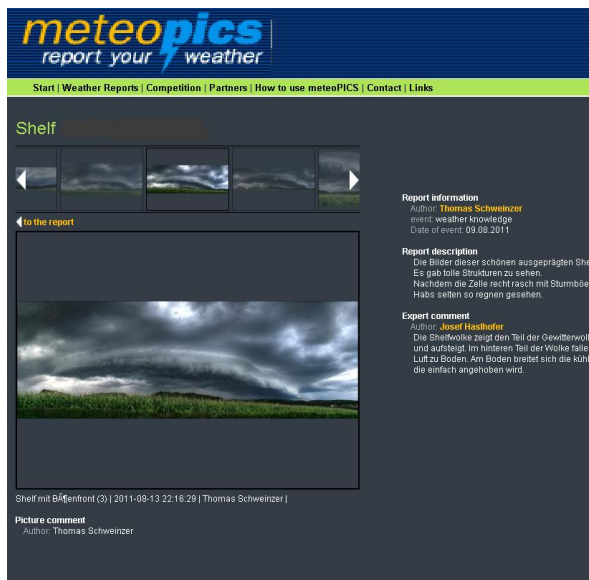 meteopics
report your weather
Start | Weather Reports | Competition | Partners | How to use meteoPICS | Contact | Links
Shelf
to the report
Report information
Author: Thomas Schweinzer
event: weather knowledge
Date of event: 09.08.2011
Report description
Die Bilder dieser schönen ausgeprägten She
Es gab tolle Strukturen zu sehen.
Nachdem die Zelle recht rasch mit Sturmböe
Habs selten so regnen gesehen.
Expert comment
Author: Josef Haslhofer
Die Shelfwolke zeigt den Teil der Gewitterwoll
und aufsteigt. Im hinteren Teil der Wolke falle
Luft zu Boden. Am Boden breitet sich die kühl
die einfach angehoben wird.
Shelf mit BÃ¶enfront (3) | 2011-08-13 22:16:29 | Thomas Schweinzer |
Picture comment
Author: Thomas Schweinzer